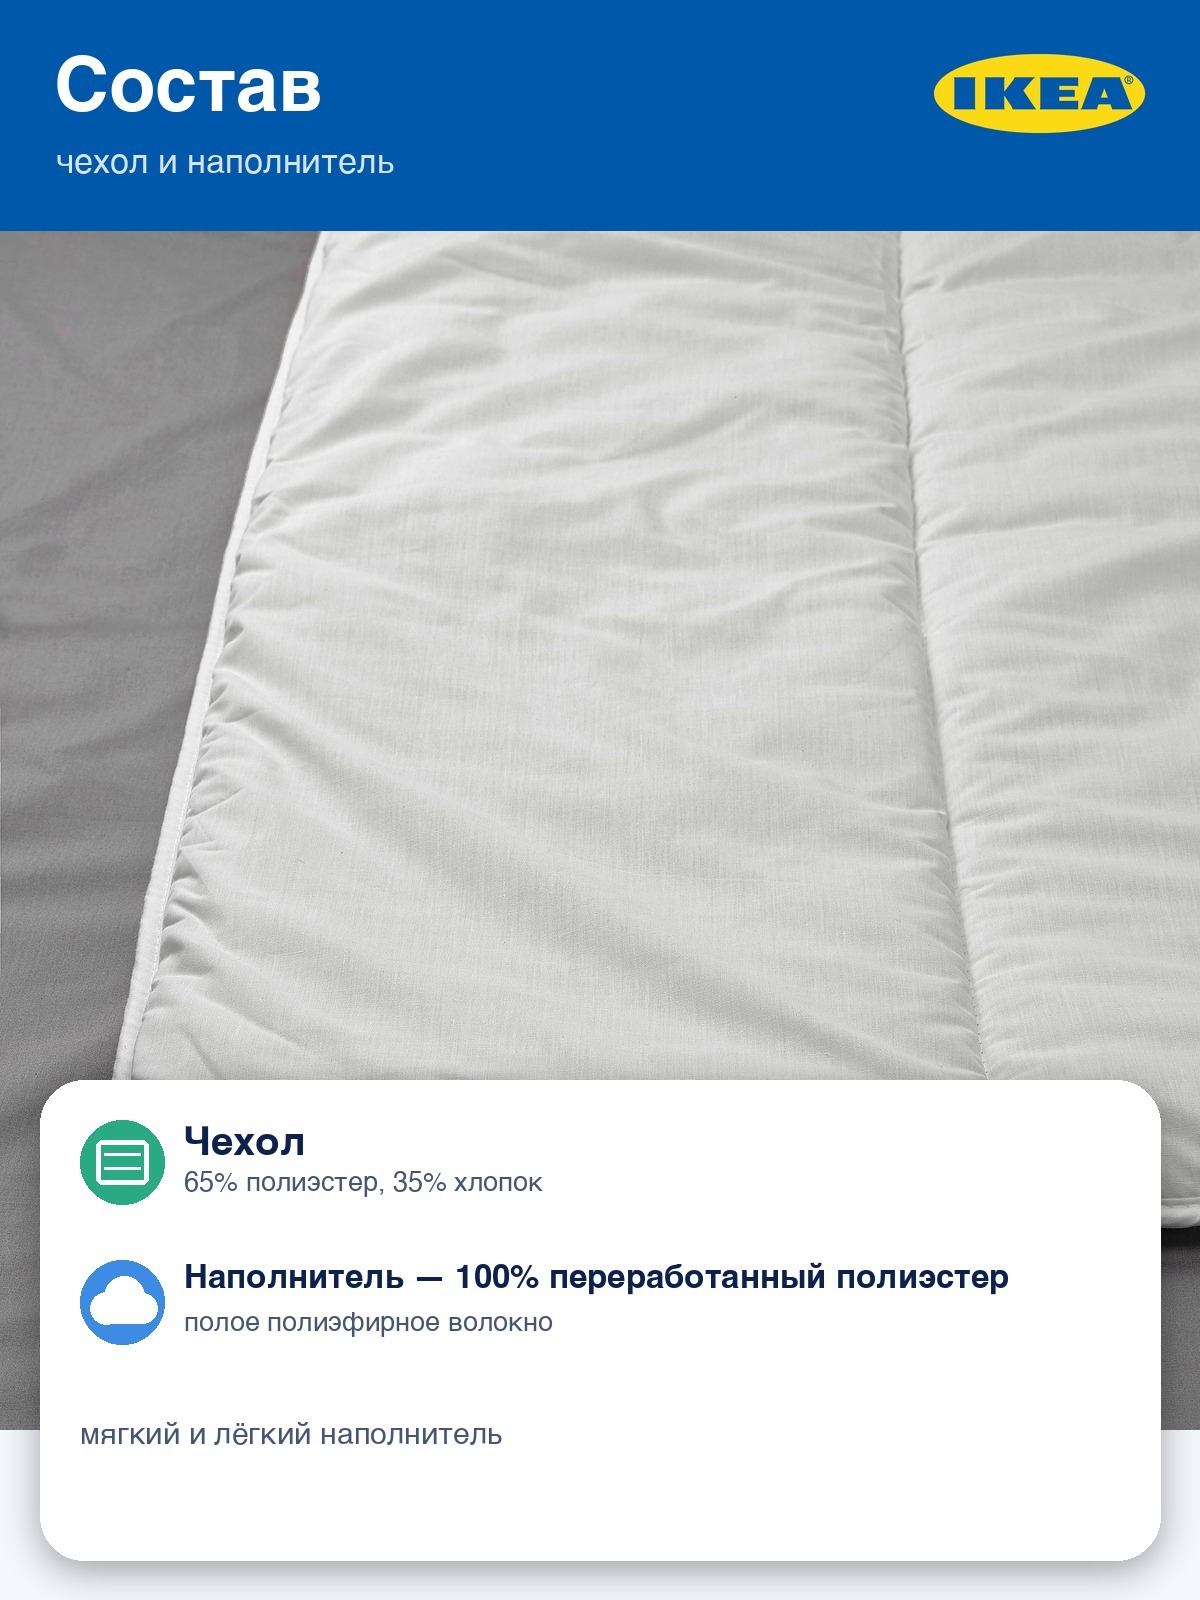 Состав
IKEA®
чехол и наполнитель
Чехол
65% полиэстер, 35% хлопок
Наполнитель — 100% переработанный полиэстер
полое полиэфирное волокно
мягкий и лёгкий наполнитель